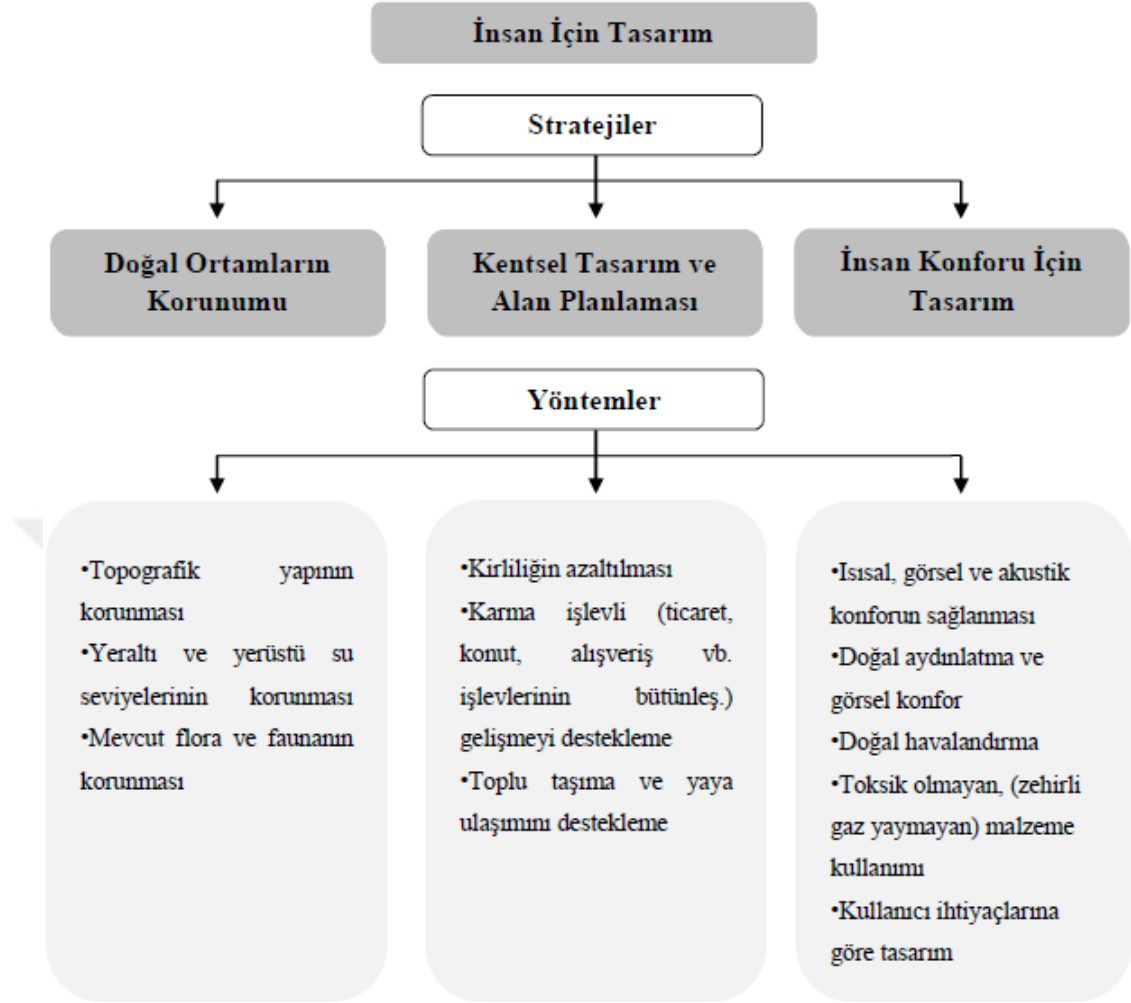 İnsan İçin Tasarım
Stratejiler
Doğal Ortamların
Korunumu
Kentsel Tasarım ve
Alan Planlaması
İnsan Konforu İçin
Tasarım
Yöntemler
•Topografik yapının
korunması
•Yeraltı ve yerüstü su
seviyelerinin korunması
•Mevcut flora ve faunanın
korunması
•Kirliliğin azaltılması
•Karma işlevli (ticaret,
konut, alışveriş vb.
işlevlerinin bütünleş.)
gelişmeyi destekleme
•Toplu taşıma ve yaya
ulaşımını destekleme
•Isısal, görsel ve akustik
konforun sağlanması
•Doğal aydınlatma ve
görsel konfor
•Doğal havalandırma
•Toksik olmayan, (zehirli
gaz yaymayan) malzeme
kullanımı
•Kullanıcı ihtiyaçlarına
göre tasarım